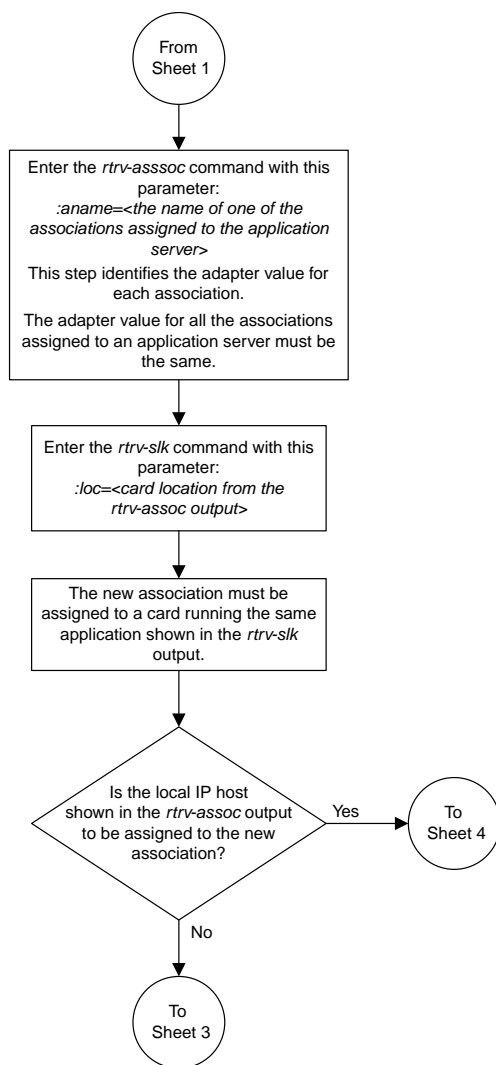 From
Sheet 1
Enter the rtrv-asssoc command with this
parameter:
:aname=<the name of one of the
associations assigned to the application
server>
This step identifies the adapter value for
each association.
The adapter value for all the associations
assigned to an application server must be
the same.
Enter the rtrv-slk command with this
parameter:
:loc=<card location from the
rtrv-assoc output>
The new association must be
assigned to a card running the same
application shown in the rtrv-slk
output.
Is the local IP host
shown in the rtrv-assoc output
to be assigned to the new
association?
Yes
To
Sheet 4
No
To
Sheet 3